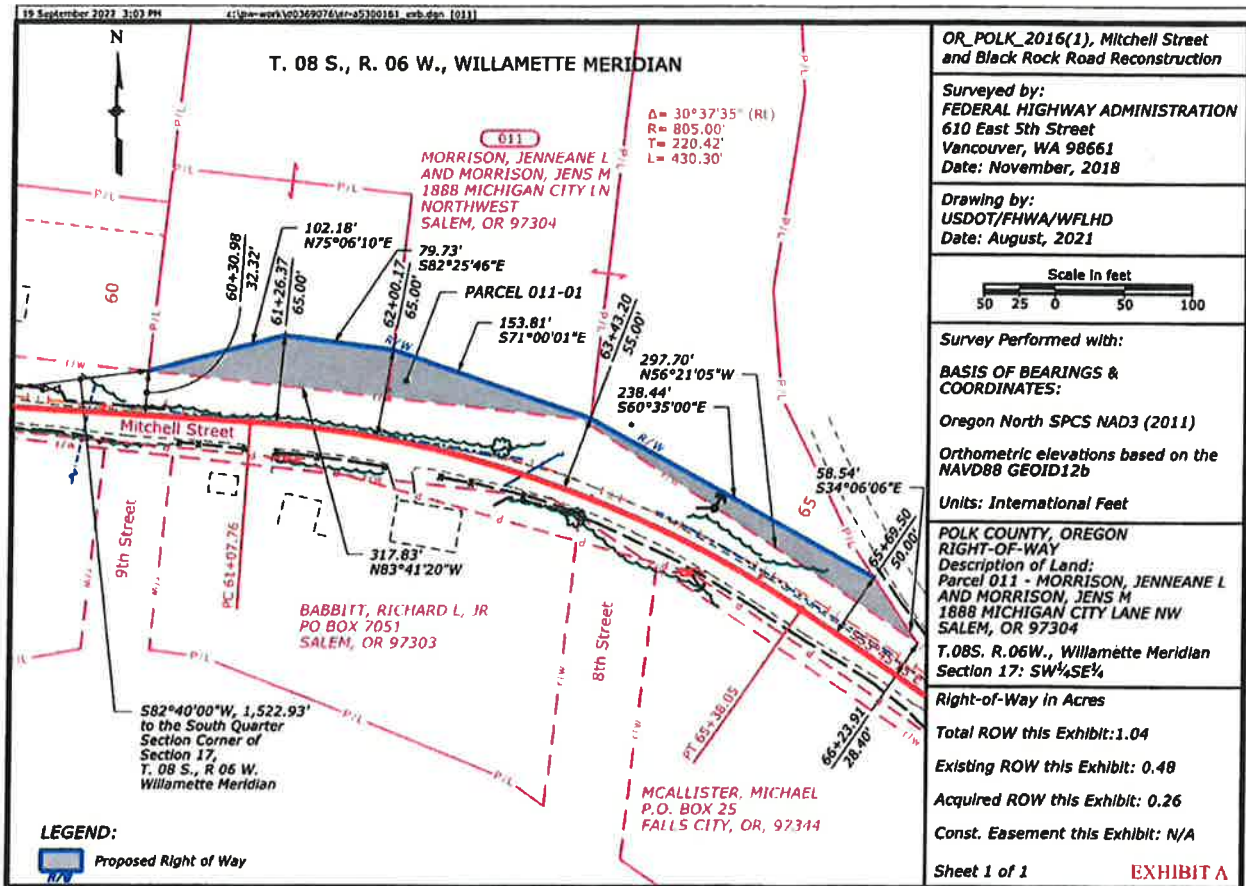 19 September 2022 3:03 PM
T. 08 S., R. 06 W., WILLAMETTE MERIDIAN
N
Δ= 30°37'35" (Rt)
R= 805.00'
T= 220.42'
L= 430.30'
011
MORRISON, JENNEANE L
AND MORRISON, JENS M
1888 MICHIGAN CITY LN
NORTHWEST
SALEM, OR 97304
P/L
P/L
P/L
P/L
P/L
P/L
P/L
P/L
P/L
60
60+30.98
32.32'
102.18'
N75°06'10"E
61+26.37
65.00'
79.73'
S82°25'46"E
62+00.17
65.00'
PARCEL 011-01
153.81'
S71°00'01"E
63+43.20
55.00'
297.70'
N56°21'05"W
238.44'
S60°35'00"E
R/W
R/W
r/w
r/w
65
58.54'
S34°06'06"E
65+69.50
50.00'
Mitchell Street
9th Street
8th Street
PC 61+07.76
317.83'
N83°41'20"W
BABBITT, RICHARD L, JR
PO BOX 7051
SALEM, OR 97303
PT 65+38.05
66+23.91
28.40'
S82°40'00"W, 1,522.93'
to the South Quarter
Section Corner of
Section 17,
T. 08 S., R 06 W.
Willamette Meridian
MCALLISTER, MICHAEL
P.O. BOX 25
FALLS CITY, OR, 97344
LEGEND:
R/W
Proposed Right of Way
OR_POLK_2016(1), Mitchell Street
and Black Rock Road Reconstruction
Surveyed by:
FEDERAL HIGHWAY ADMINISTRATION
610 East 5th Street
Vancouver, WA 98661
Date: November, 2018
Drawing by:
USDOT/FHWA/WFLHD
Date: August, 2021
Scale in feet
50 25 0 50 100
Survey Performed with:
BASIS OF BEARINGS &
COORDINATES:
Oregon North SPCS NAD3 (2011)
Orthometric elevations based on the
NAVD88 GEOID12b
Units: International Feet
POLK COUNTY, OREGON
RIGHT-OF-WAY
Description of Land:
Parcel 011 - MORRISON, JENNEANE L
AND MORRISON, JENS M
1888 MICHIGAN CITY LANE NW
SALEM, OR 97304
T.08S. R.06W., Willamette Meridian
Section 17: SW¼SE¼
Right-of-Way in Acres
Total ROW this Exhibit:1.04
Existing ROW this Exhibit: 0.48
Acquired ROW this Exhibit: 0.26
Const. Easement this Exhibit: N/A
Sheet 1 of 1
EXHIBIT A